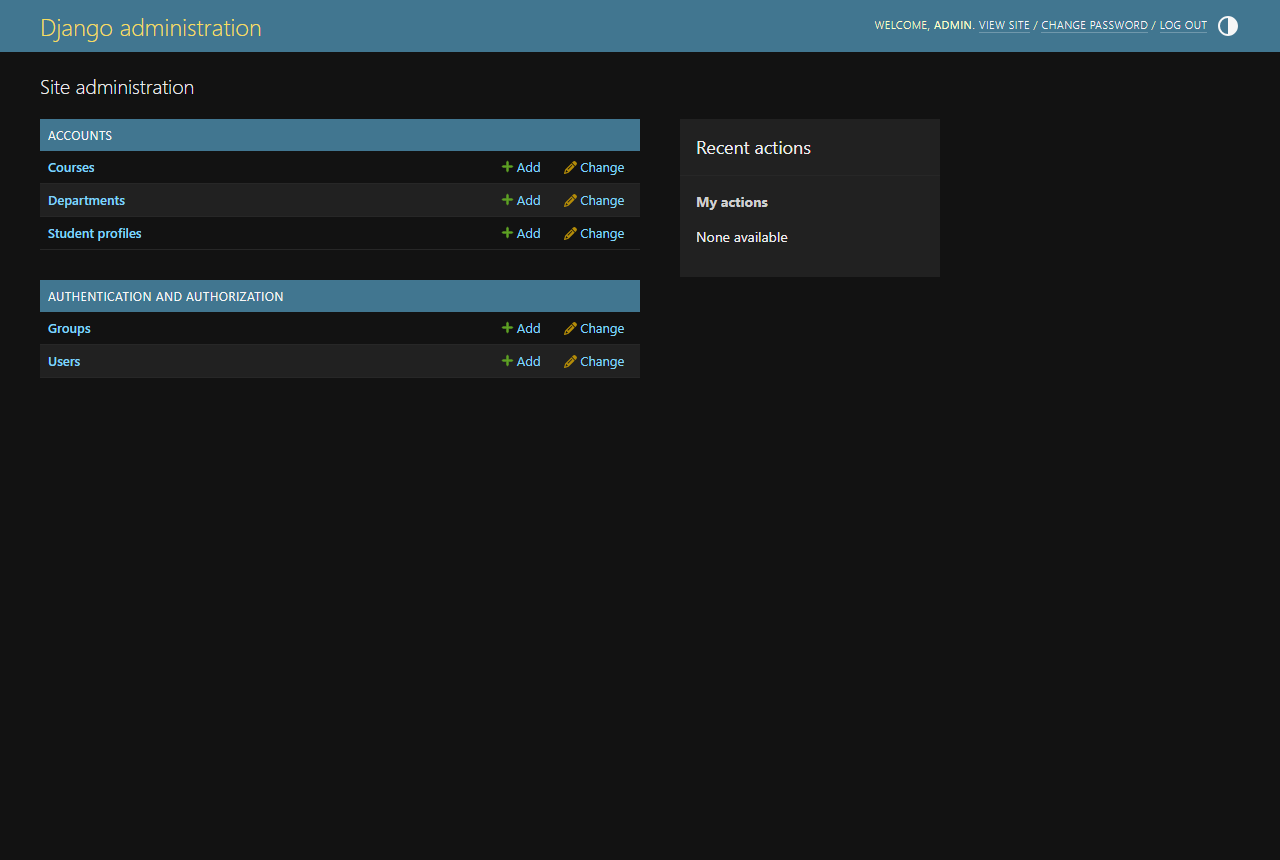 Django administration
WELCOME, ADMIN. VIEW SITE / CHANGE PASSWORD / LOG OUT
Site administration
ACCOUNTS
Courses Add Change
Departments Add Change
Student profiles Add Change
AUTHENTICATION AND AUTHORIZATION
Groups Add Change
Users Add Change
Recent actions
My actions
None available